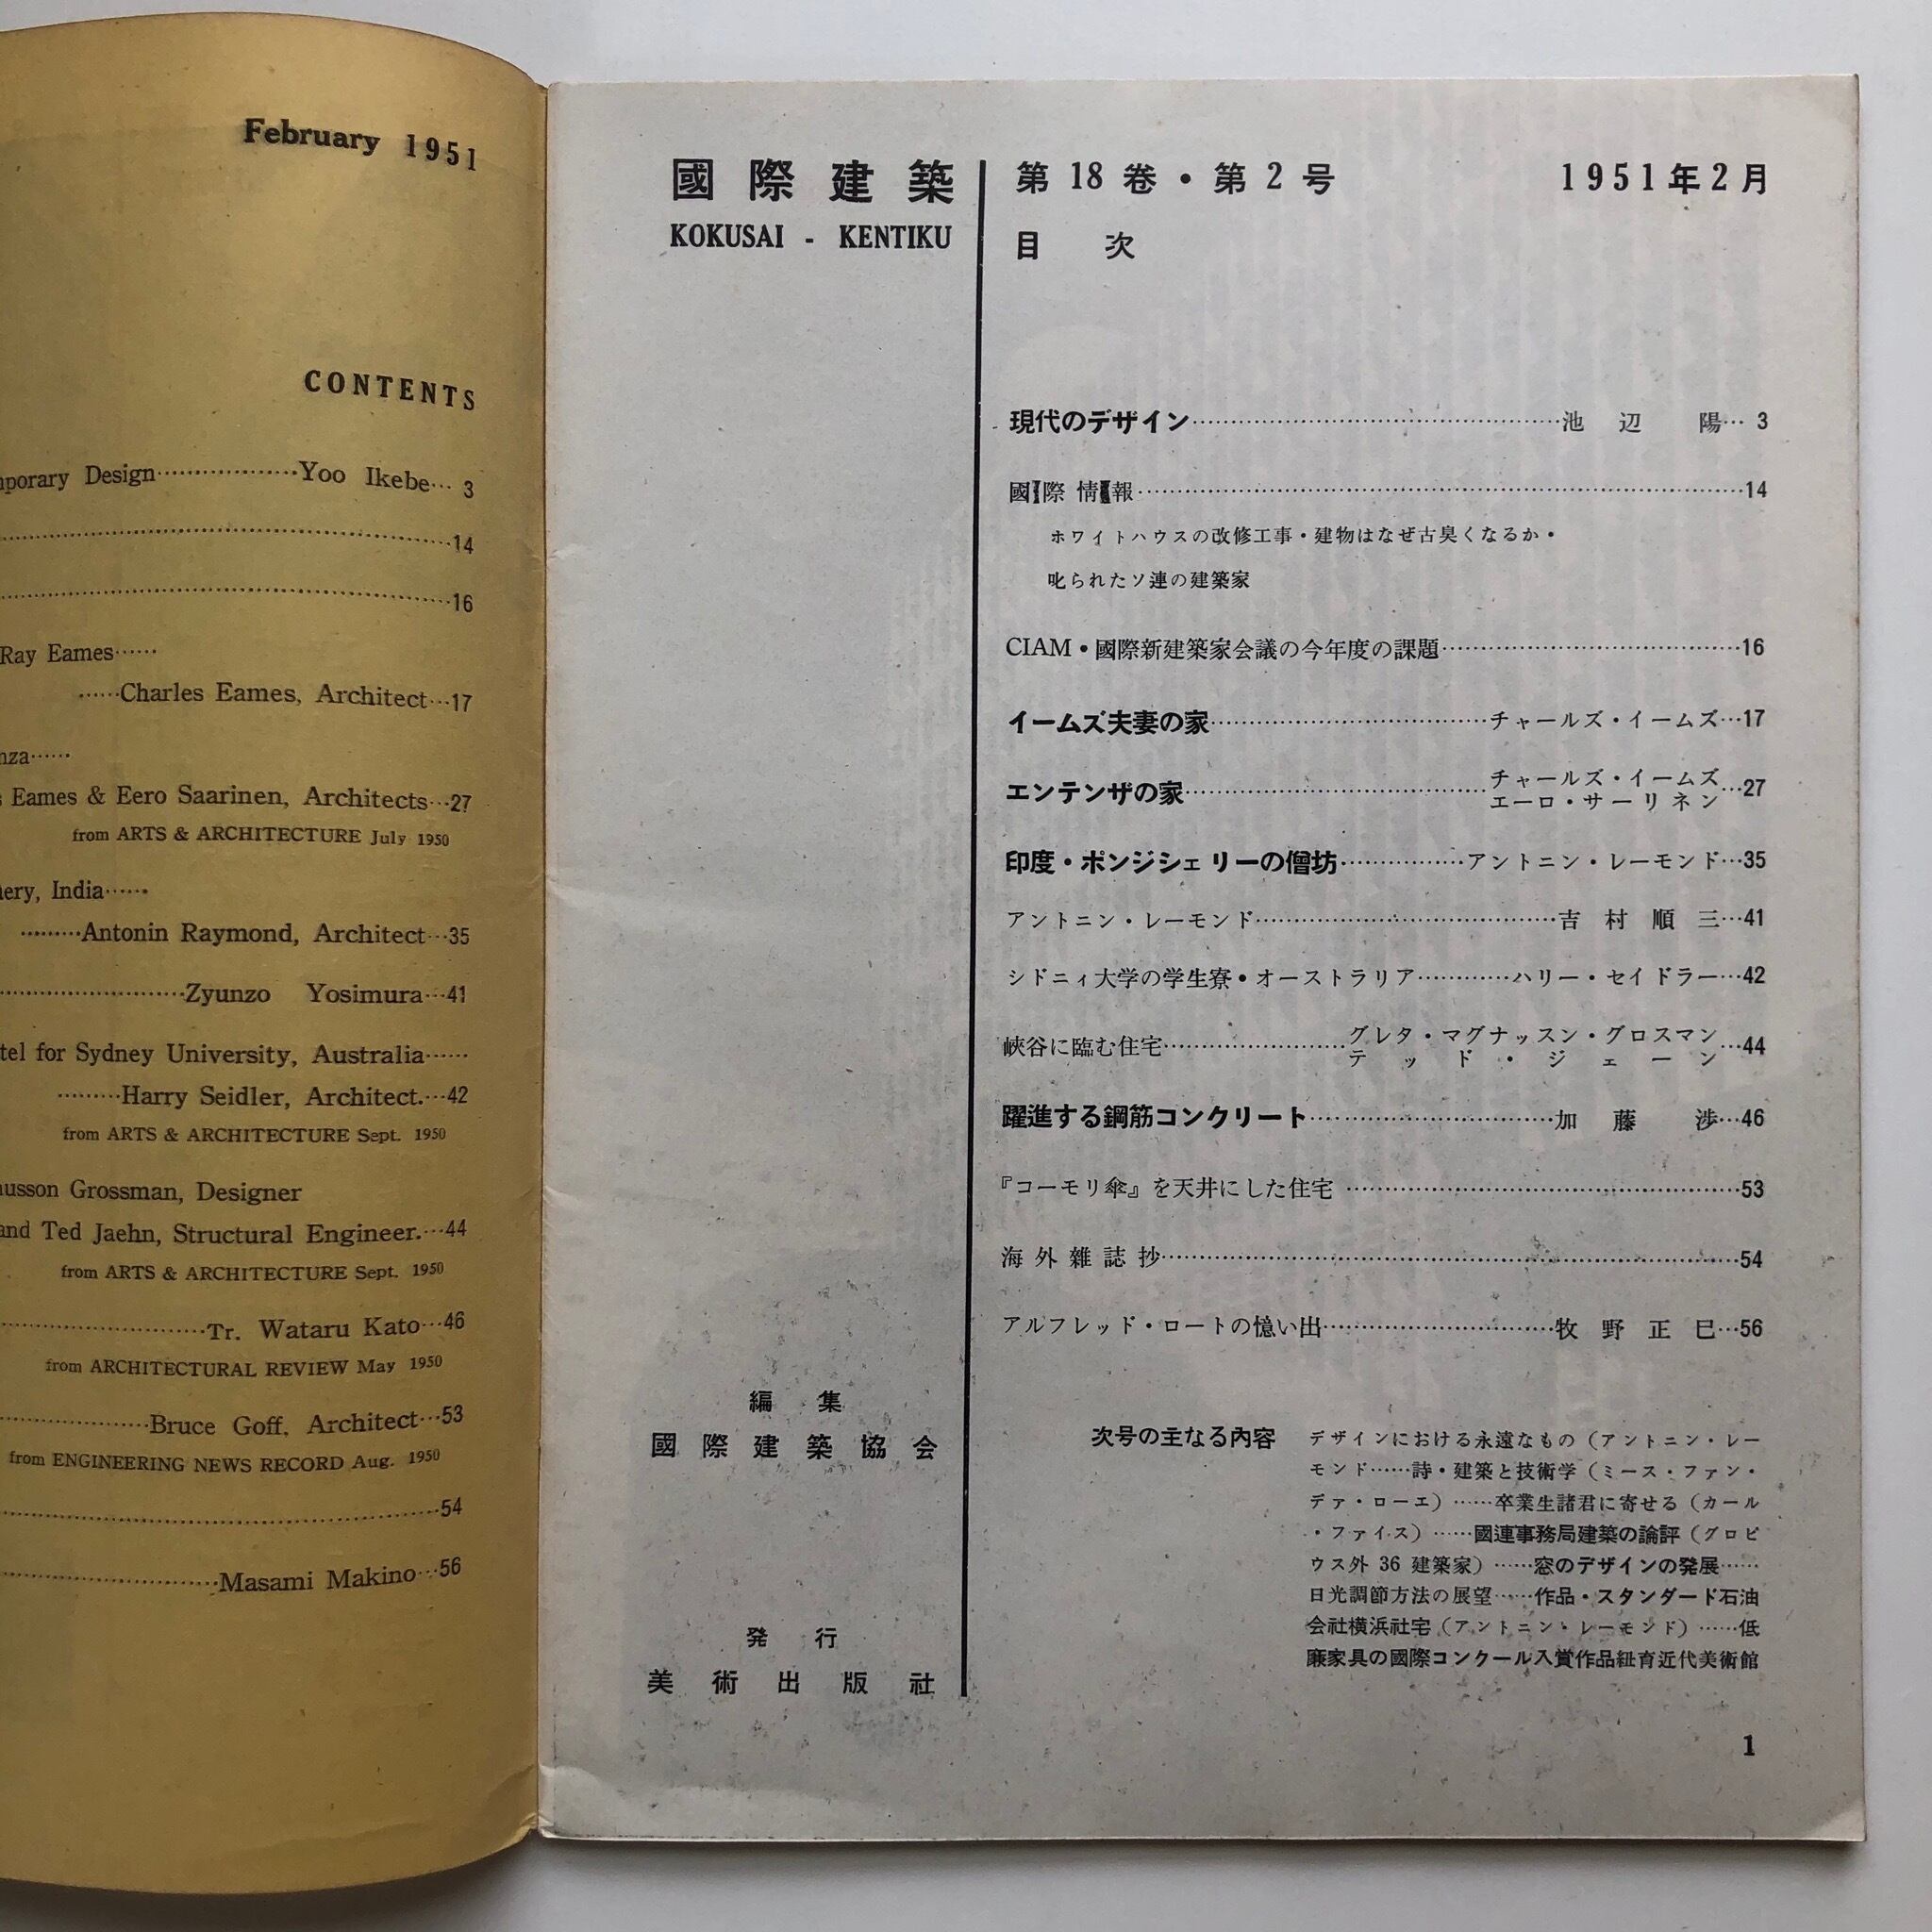 February 1951
CONTENTS
Design………………Yoo Ikebe…3
………14
………16
Ray Eames……
……Charles Eames, Architect…17
Eames & Eero Saarinen, Architects…27
from ARTS & ARCHITECTURE July 1950
India……
………Antonin Raymond, Architect…35
………Zyunzo Yosimura…41
for Sydney University, Australia……
………Harry Seidler, Architect.…42
from ARTS & ARCHITECTURE Sept. 1950
Grossman, Designer
and Ted Jaehn, Structural Engineer.…44
from ARTS & ARCHITECTURE Sept. 1950
………Tr. Wataru Kato…46
from ARCHITECTURAL REVIEW May 1950
………Bruce Goff, Architect…53
from ENGINEERING NEWS RECORD Aug. 1950
………54
………Masami Makino…56
國際建築
KOKUSAI - KENTIKU
第18巻・第2号 1951年2月
目次
現代のデザイン………池辺 陽…3
國際情報………14
ホワイトハウスの改修工事・建物はなぜ古臭くなるか・
叱られたソ連の建築家
CIAM・國際新建築家会議の今年度の課題………16
イームズ夫妻の家………チャールズ・イームズ…17
エンテンザの家………チャールズ・イームズ
エーロ・サーリネン…27
印度・ポンジシェリーの僧坊………アントニン・レーモンド…35
アントニン・レーモンド………吉村順三…41
シドニィ大学の学生寮・オーストラリア………ハリー・セイドラー…42
峡谷に臨む住宅………グレタ・マグナッスン・グロスマン
テッド・ジェーン…44
躍進する鋼筋コンクリート………加藤 渉…46
『コーモリ傘』を天井にした住宅………53
海外雜誌抄………54
アルフレッド・ロートの憶い出………牧野正巳…56
編集
國際建築協会
発行
美術出版社
次号の主なる內容
デザインにおける永遠なもの（アントニン・レー
モンド……詩・建築と技術学（ミース・ファン・
デァ・ローエ）……卒業生諸君に寄せる（カール
・ファイス）……國連事務局建築の論評（グロピ
ウス外 36 建築家）……窓のデザインの発展……
日光調節方法の展望……作品・スタンダード石油
会社横浜社宅（アントニン・レーモンド）……低
廉家具の國際コンクール入賞作品紐育近代美術館
1